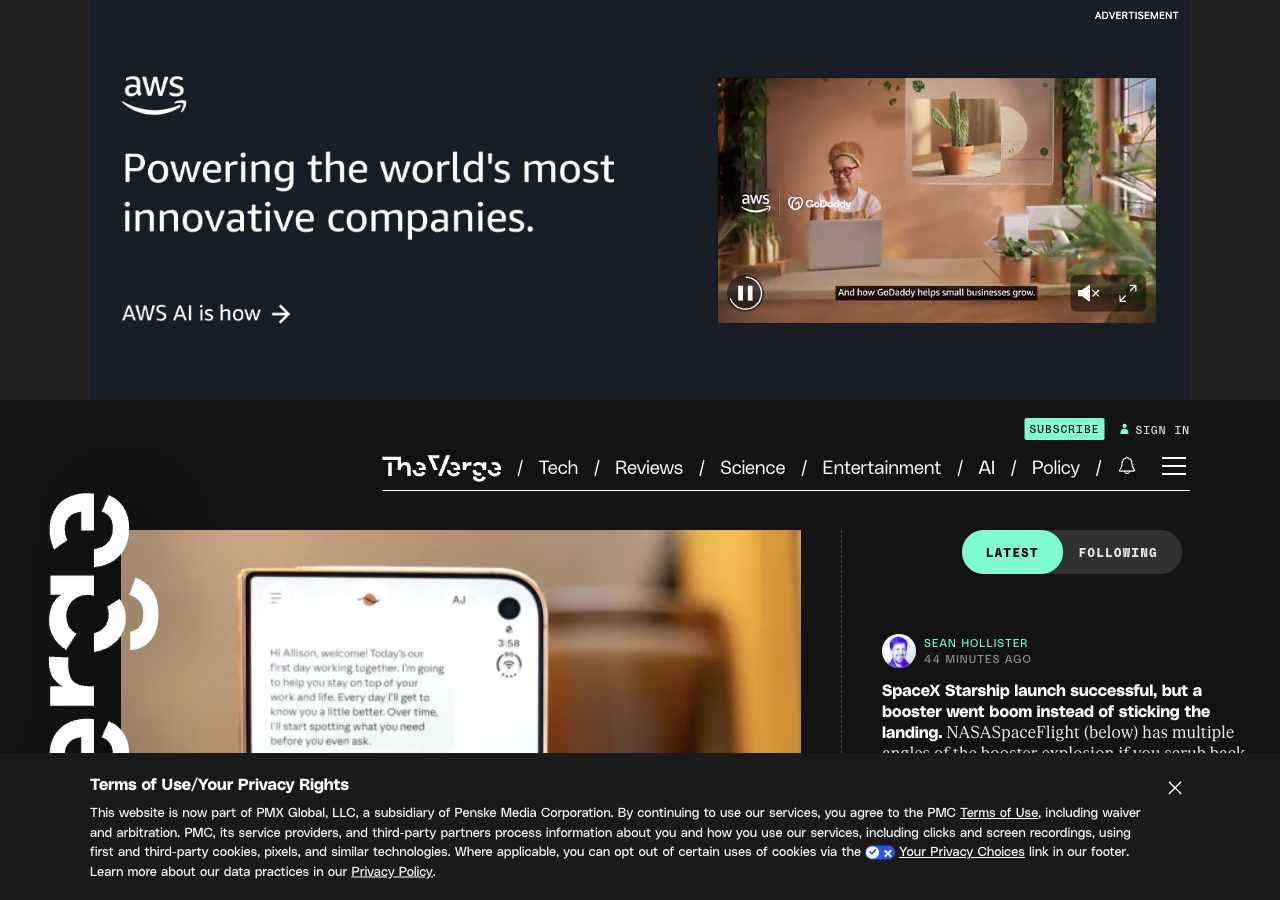 ADVERTISEMENT
aws
Powering the world's most
innovative companies.
AWS AI is how
aws GoDaddy
And how GoDaddy helps small businesses grow.
SUBSCRIBE SIGN IN
The Verge / Tech / Reviews / Science / Entertainment / AI / Policy /
LATEST FOLLOWING
AJ
3:58
Hi Allison, welcome! Today's our
first day working together. I'm going
to help you stay on top of your
work and life. Every day I'll get to
know you a little better. Over time,
I'll start spotting what you need
before you even ask.
SEAN HOLLISTER
44 MINUTES AGO
SpaceX Starship launch successful, but a
booster went boom instead of sticking the
landing. NASASpaceFlight (below) has multiple
angles of the booster explosion if you scrub back
erge
Terms of Use/Your Privacy Rights
This website is now part of PMX Global, LLC, a subsidiary of Penske Media Corporation. By continuing to use our services, you agree to the PMC Terms of Use, including waiver
and arbitration. PMC, its service providers, and third-party partners process information about you and how you use our services, including clicks and screen recordings, using
first and third-party cookies, pixels, and similar technologies. Where applicable, you can opt out of certain uses of cookies via the Your Privacy Choices link in our footer.
Learn more about our data practices in our Privacy Policy.